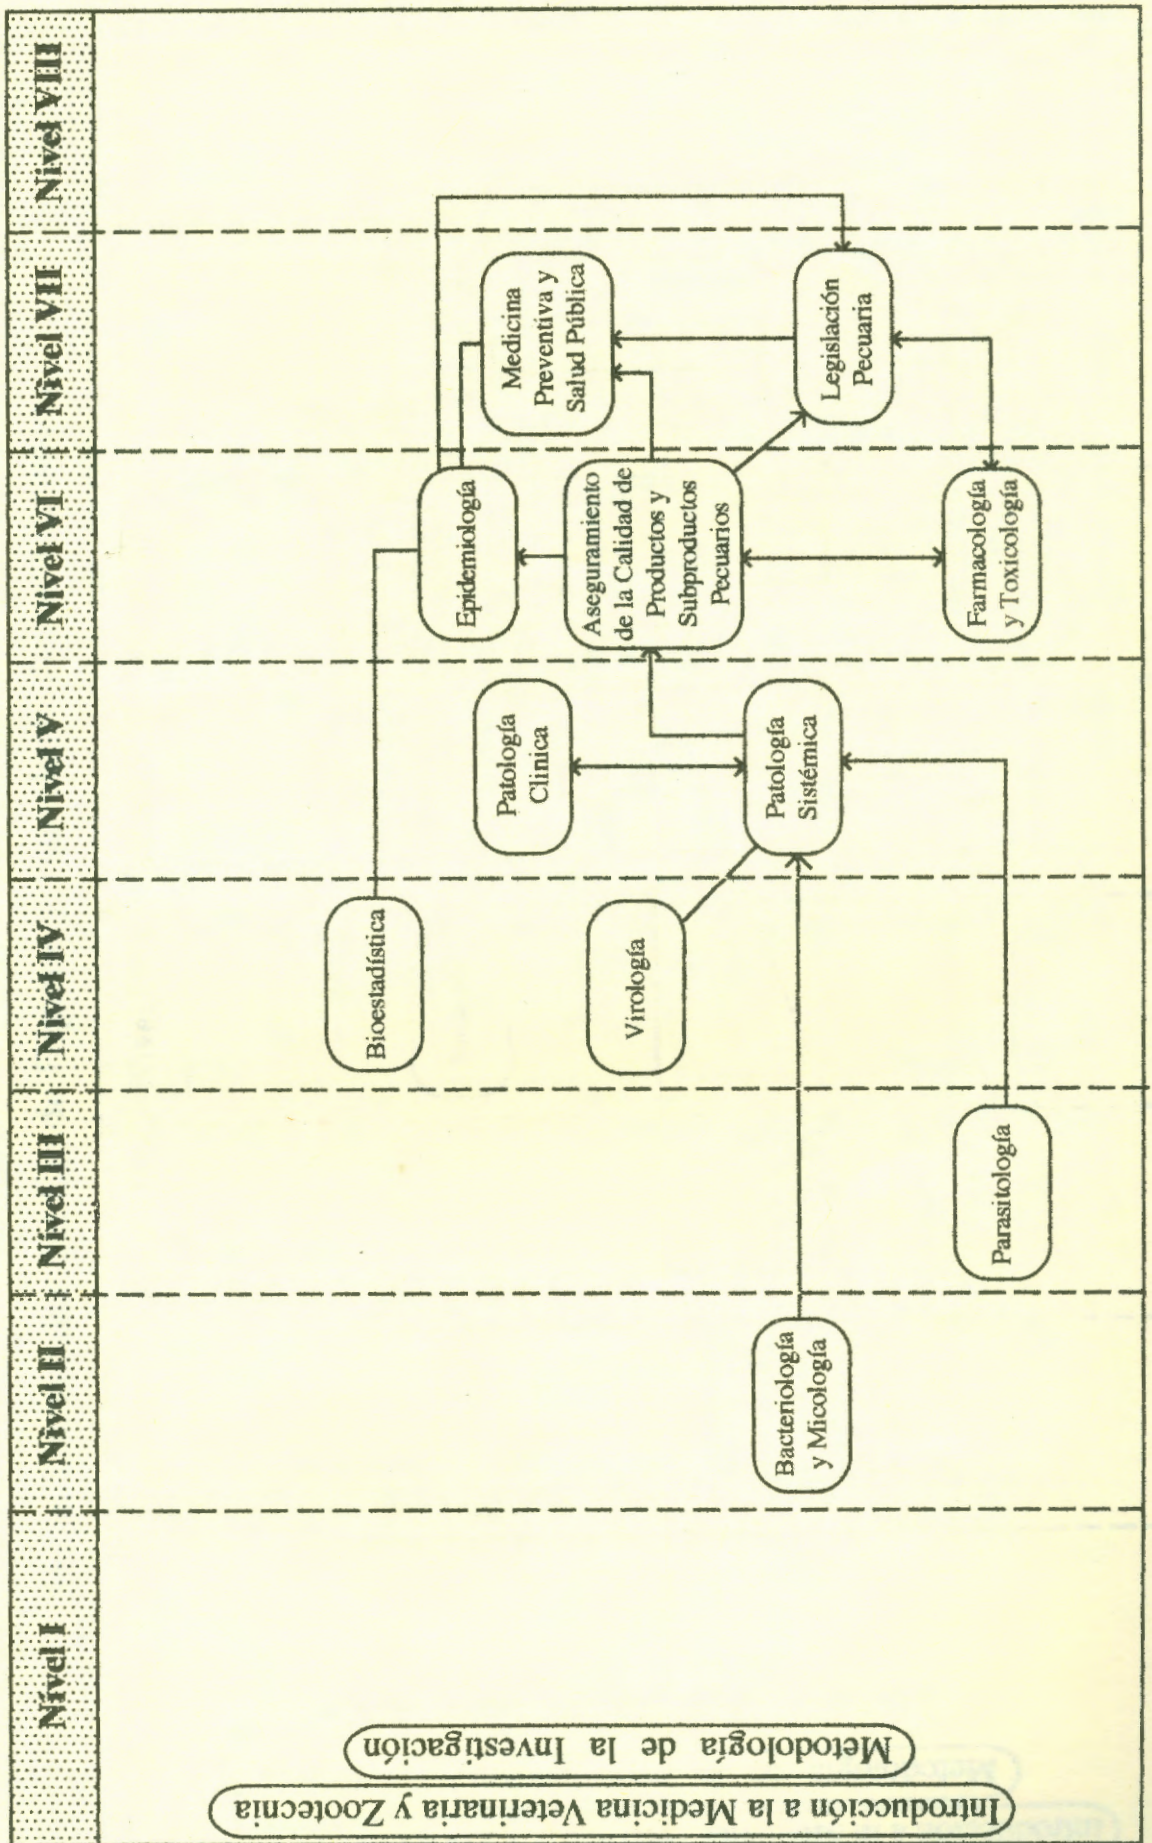 Nivel I
Nivel II
Nivel III
Nivel IV
Nivel V
Nivel VI
Nivel VII
Nivel VIII
Introducción a la Medicina Veterinaria y Zootecnia
Metodología de la Investigación
Bacteriología
y Micología
Parasitología
Bioestadística
Virología
Patología
Clínica
Patología
Sistémica
Epidemiología
Aseguramiento
de la Calidad de
Productos y
Subproductos
Pecuarios
Farmacología
y Toxicología
Medicina
Preventiva y
Salud Pública
Legislación
Pecuaria